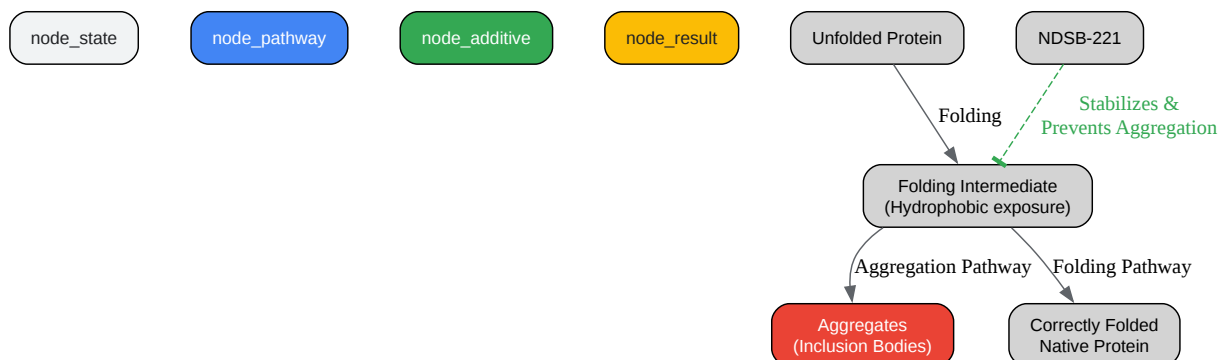 node_state
node_pathway
node_additive
node_result
Unfolded Protein
NDSB-221
Folding
Stabilizes &
Prevents Aggregation
Folding Intermediate
(Hydrophobic exposure)
Aggregation Pathway
Folding Pathway
Aggregates
(Inclusion Bodies)
Correctly Folded
Native Protein